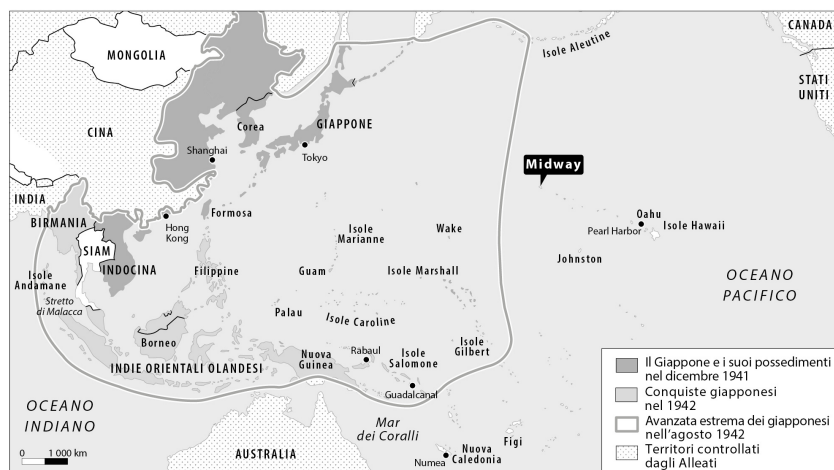 CANADA
Isole Aleutine
MONGOLIA
STATI
UNITI
CINA
Corea
GIAPPONE
Shanghai
Tokyo
Midway
INDIA
Formosa
Hong
Kong
BIRMANIA
SIAM
INDOCINA
Isole
Marianne
Wake
Oahu
Pearl Harbor
Isole Hawaii
Johnston
Isole
Andamane
Filippine
Guam
Isole Marshall
OCEANO
PACIFICO
Stretto
di Malacca
Palau
Isole Caroline
Borneo
Isole
Gilbert
Nuova
Guinea
Rabaul
Isole
Salomone
INDIE ORIENTALI OLANDESI
Guadalcanal
OCEANO
INDIANO
Mar
dei Coralli
Figi
AUSTRALIA
Nuova
Caledonia
Numea
0 1 000 km
Il Giappone e i suoi possedimenti
nel dicembre 1941
Conquiste giapponesi
nel 1942
Avanzata estrema dei giapponesi
nell'agosto 1942
Territori controllati
dagli Alleati